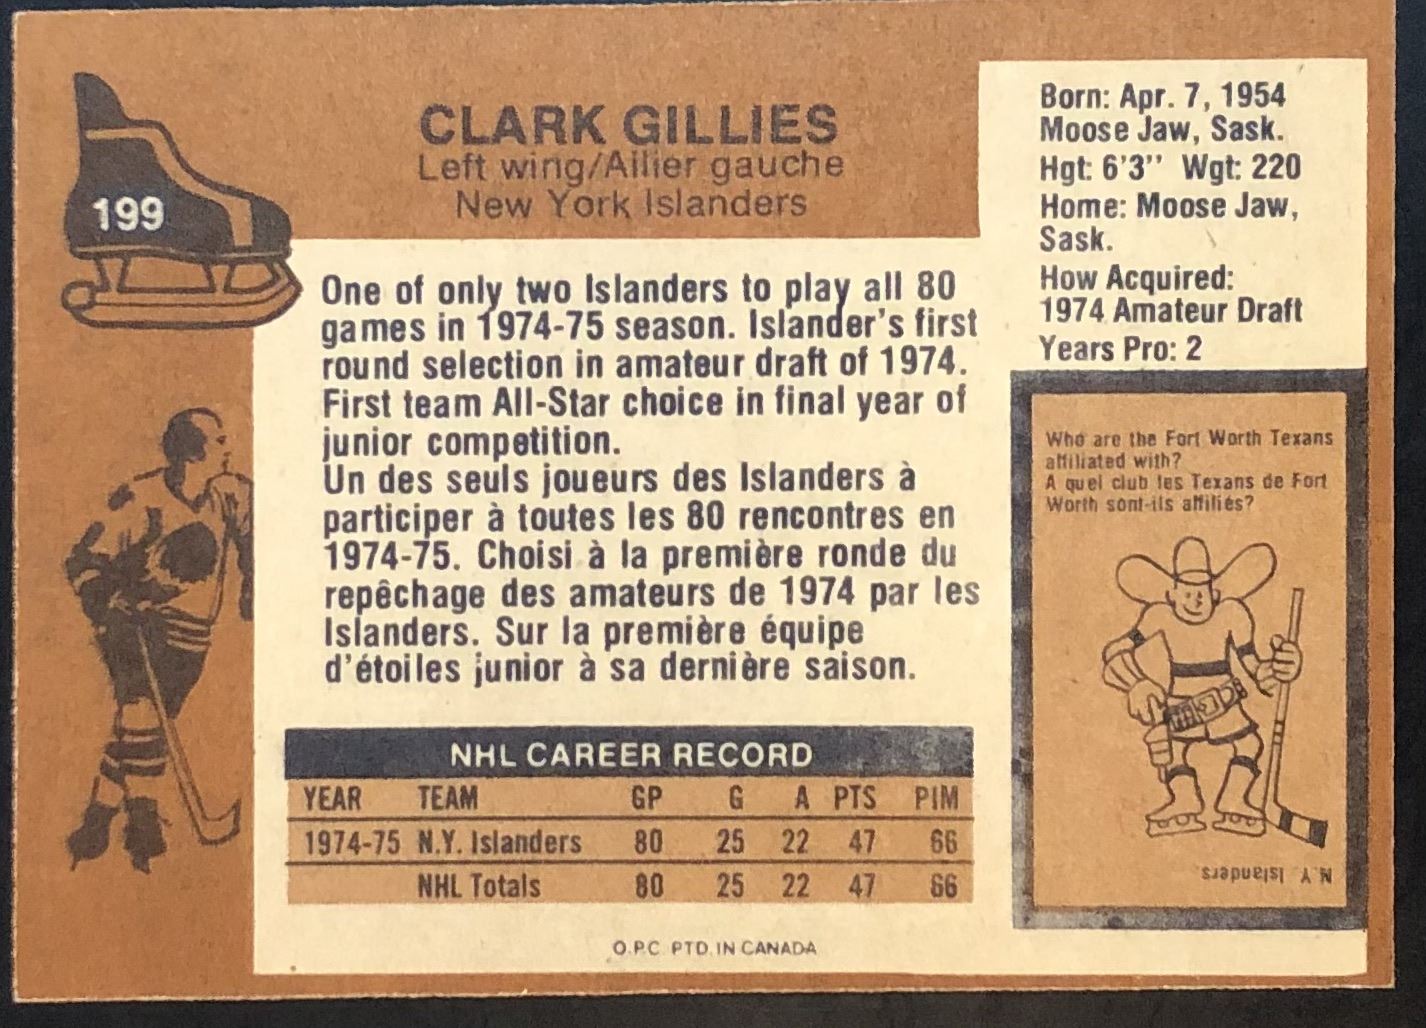 199
CLARK GILLIES
Left wing/Ailier gauche
New York Islanders
Born: Apr. 7, 1954
Moose Jaw, Sask.
Hgt: 6'3'' Wgt: 220
Home: Moose Jaw,
Sask.
How Acquired:
1974 Amateur Draft
Years Pro: 2
One of only two Islanders to play all 80
games in 1974-75 season. Islander's first
round selection in amateur draft of 1974.
First team All-Star choice in final year of
junior competition.
Un des seuls joueurs des Islanders à
participer à toutes les 80 rencontres en
1974-75. Choisi à la première ronde du
repêchage des amateurs de 1974 par les
Islanders. Sur la première équipe
d'étoiles junior à sa dernière saison.
Who are the Fort Worth Texans
affiliated with?
A quel club les Texans de Fort
Worth sont-ils affiliés?
N.Y. Islanders
NHL CAREER RECORD
YEAR TEAM GP G A PTS PIM
1974-75 N.Y. Islanders 80 25 22 47 66
NHL Totals 80 25 22 47 66
O.P.C. PTD. IN CANADA